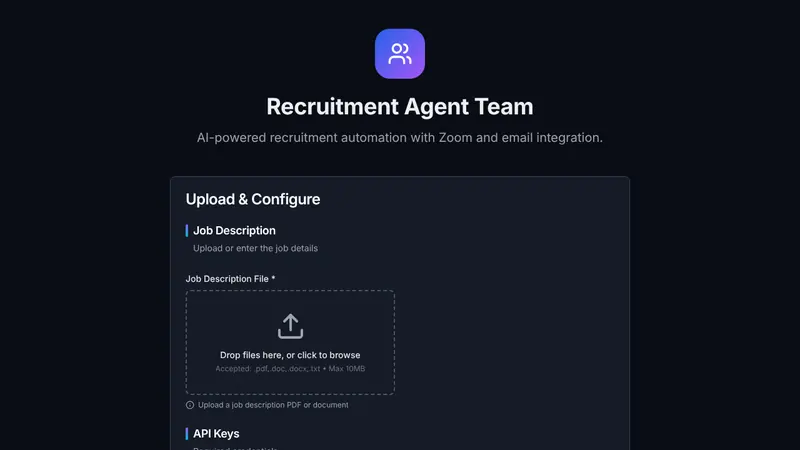 Recruitment Agent Team
AI-powered recruitment automation with Zoom and email integration.
Upload & Configure
Job Description
Upload or enter the job details
Job Description File *
Drop files here, or click to browse
Accepted: .pdf,.doc,.docx,.txt • Max 10MB
Upload a job description PDF or document
API Keys
Required credentials